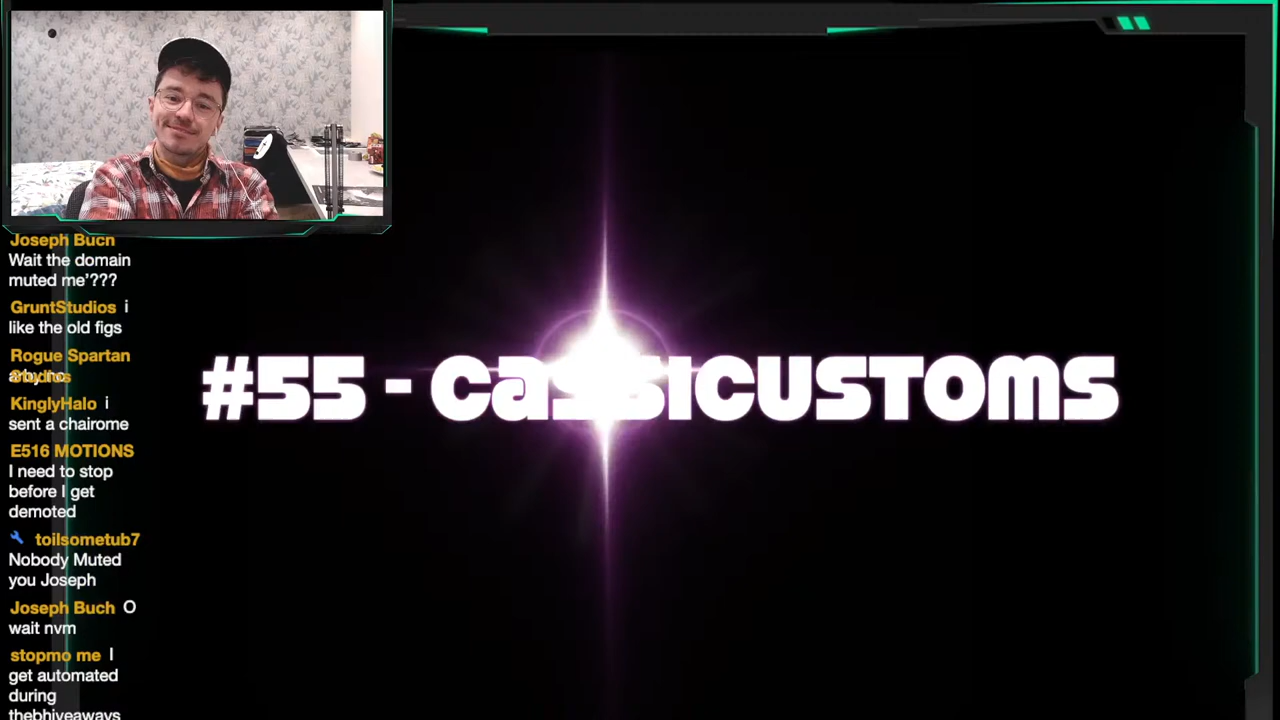 Joseph Buch
Wait the domain
muted me'???
GruntStudios i
like the old figs
Rogue Spartan
Studios
KinglyHalo i
sent a chairome
E516 MOTIONS
I need to stop
before I get
demoted
toilsometub7
Nobody Muted
you Joseph
Joseph Buch O
wait nvm
stopmo me I
get automated
during
thebhiveaways
#55 - CASSICUSTOMS